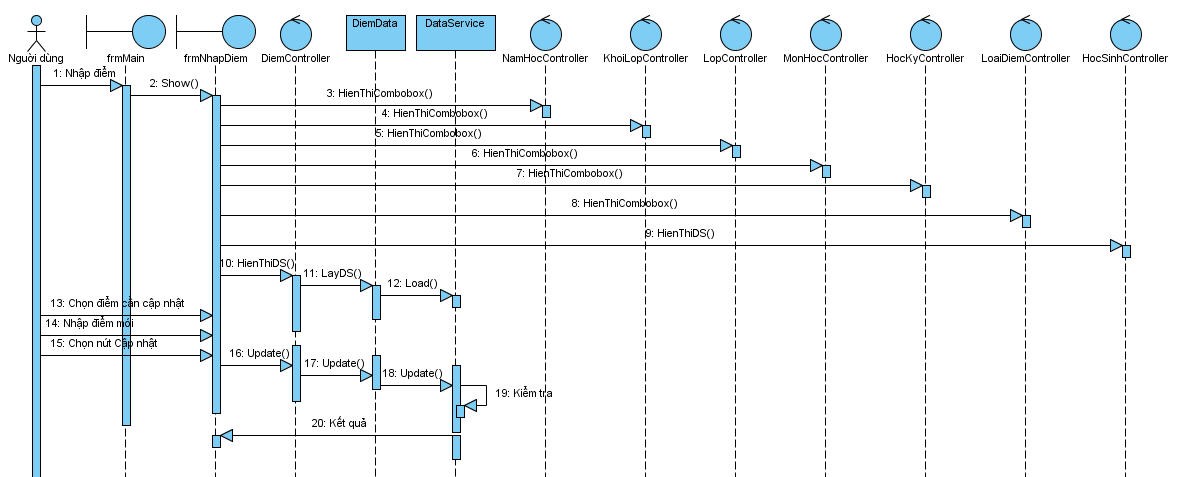 DiemData
DataService
Người dùng
frmMain
frmNhapDiem
DiemController
NamHocController
KhoiLopController
LopController
MonHocController
HocKyController
LoaiDiemController
HocSinhController
1: Nhập điểm
2: Show()
3: HienThiCombobox()
4: HienThiCombobox()
5: HienThiCombobox()
6: HienThiCombobox()
7: HienThiCombobox()
8: HienThiCombobox()
9: HienThiDS()
10: HienThiDS()
11: LayDS()
12: Load()
13: Chọn điểm cần cập nhật
14: Nhập điểm mới
15: Chọn nút Cập nhật
16: Update()
17: Update()
18: Update()
19: Kiểm tra
20: Kết quả